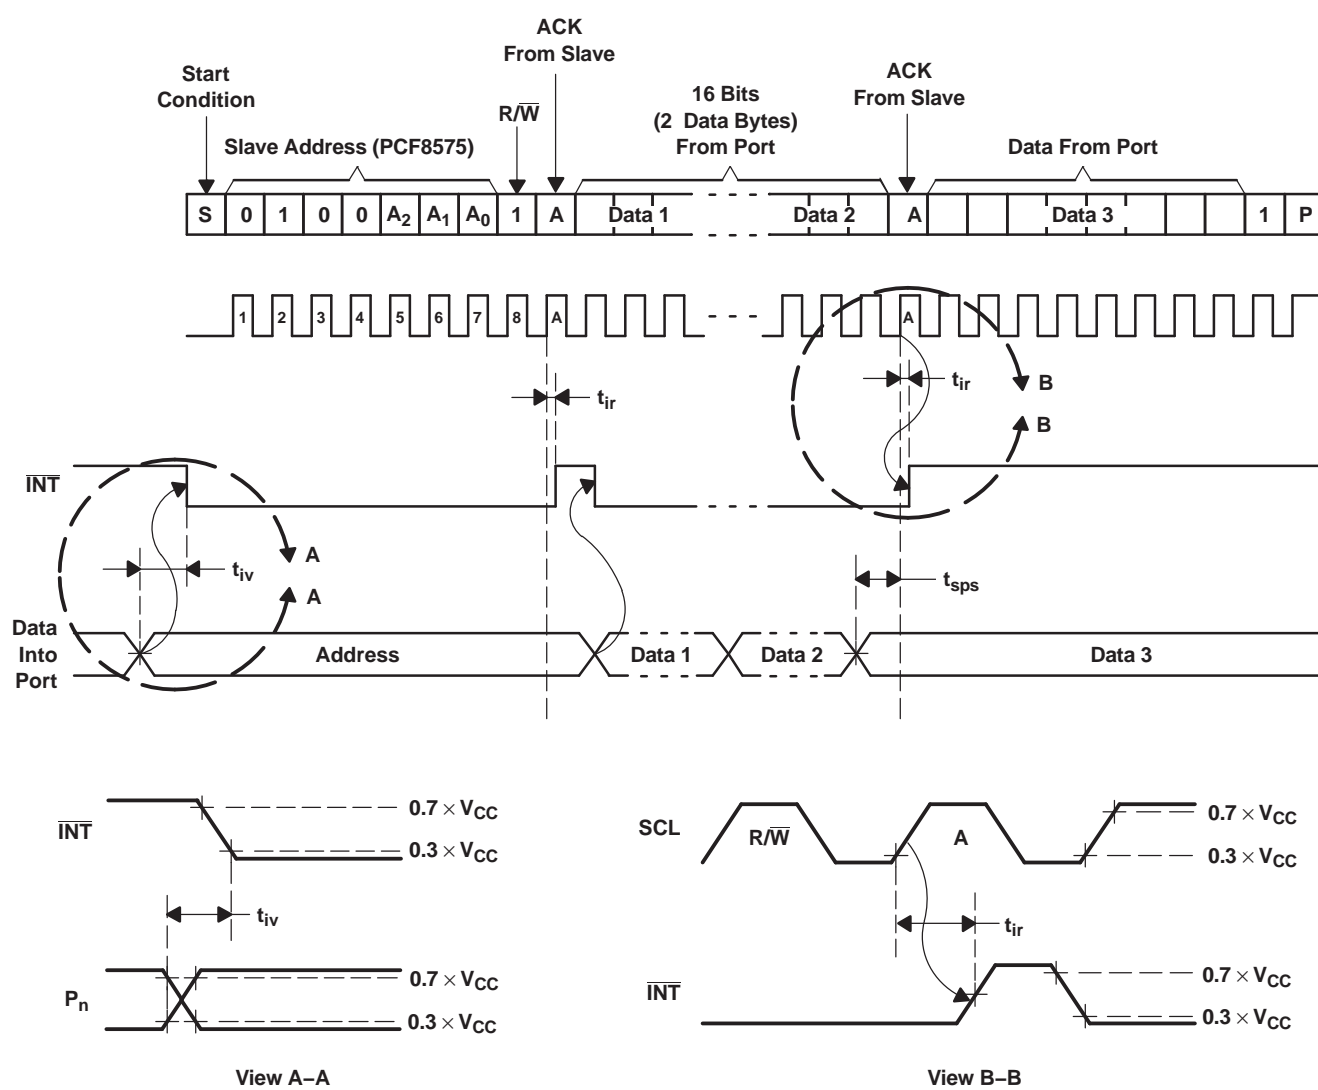 ACK
From Slave
Start
Condition
R/W̅
ACK
From Slave
16 Bits
(2 Data Bytes)
From Port
Slave Address (PCF8575)
Data From Port
S 0 1 0 0 A2 A1 A0 1 A Data 1 Data 2 A Data 3 1 P
1 2 3 4 5 6 7 8 A A
tir
tir
B
B
I̅N̅T̅
A
tiv
A
tsps
Data
Into
Port
Address
Data 1
Data 2
Data 3
I̅N̅T̅
0.7 × VCC
0.3 × VCC
tiv
Pn
0.7 × VCC
0.3 × VCC
View A–A
SCL
R/W̅
A
0.7 × VCC
0.3 × VCC
tir
I̅N̅T̅
0.7 × VCC
0.3 × VCC
View B–B